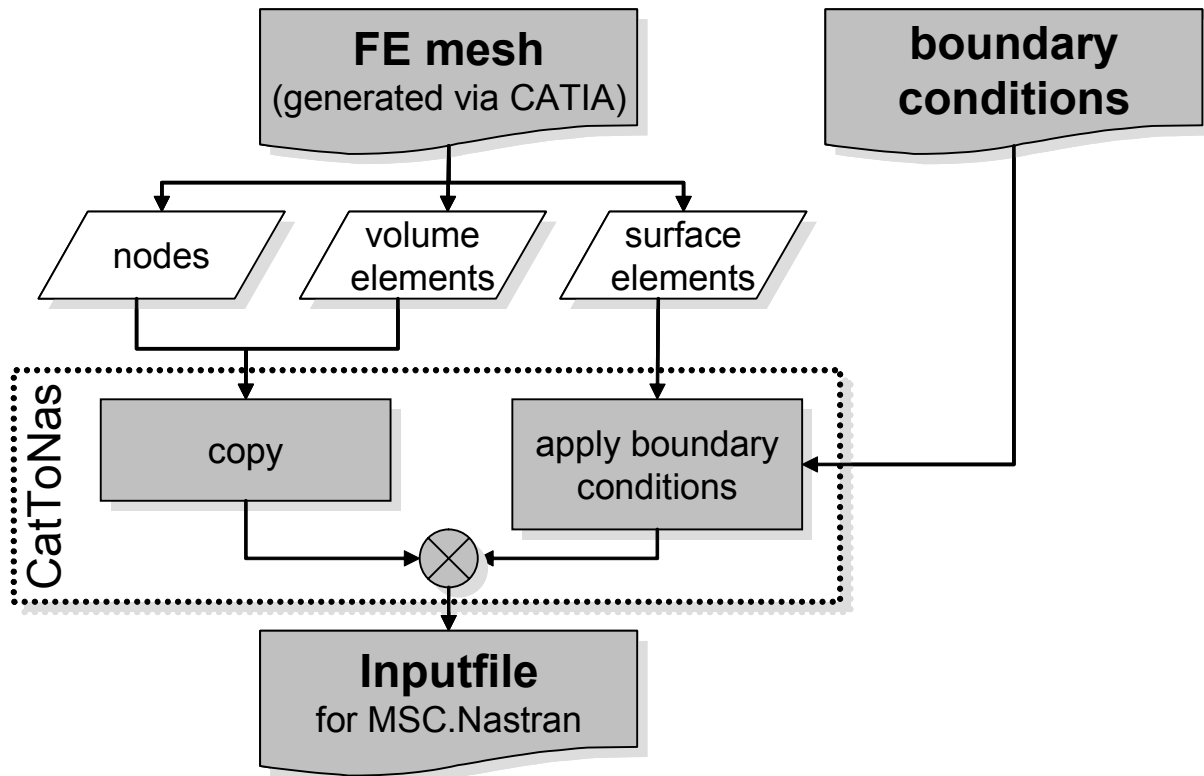 FE mesh
(generated via CATIA)
boundary
conditions
nodes
volume
elements
surface
elements
CatToNas
copy
apply boundary
conditions
Inputfile
for MSC.Nastran